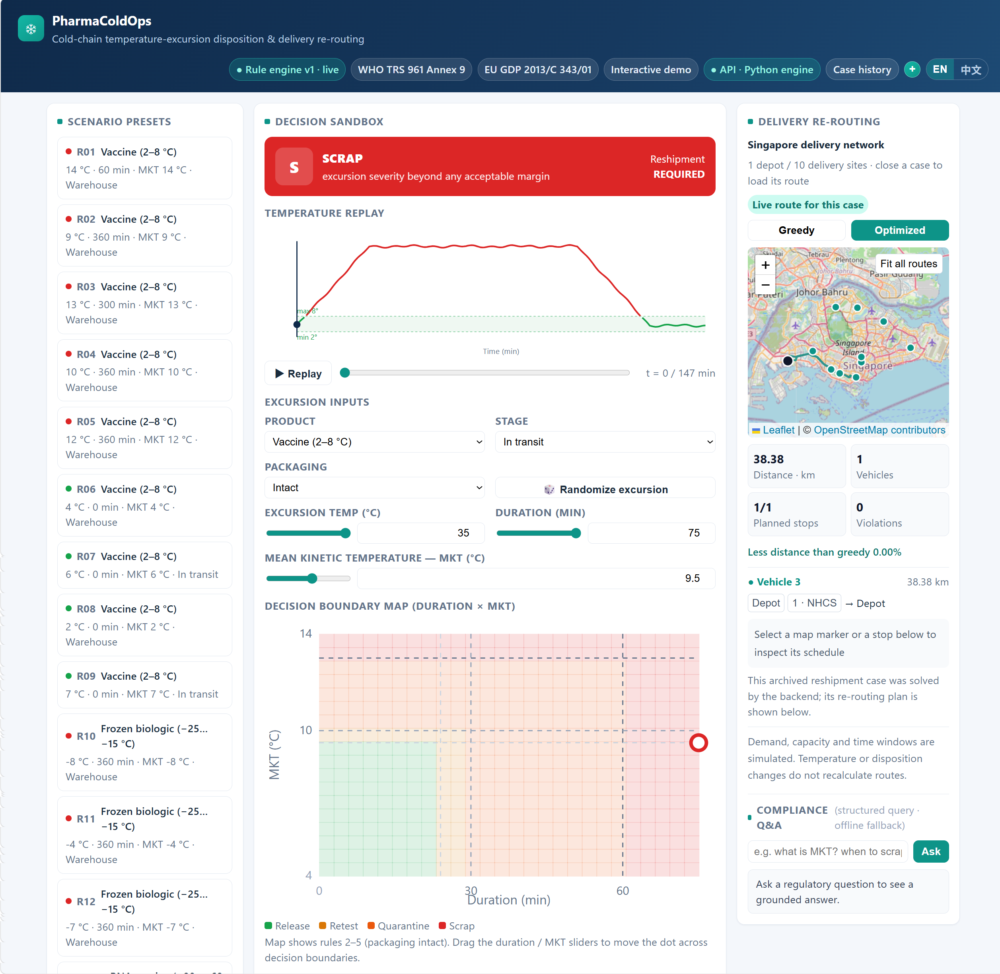 PharmaColdOps
Cold-chain temperature-excursion disposition & delivery re-routing
● Rule engine v1 · live
WHO TRS 961 Annex 9
EU GDP 2013/C 343/01
Interactive demo
● API · Python engine
Case history
+
EN
中文
SCENARIO PRESETS
R01 Vaccine (2–8 °C)
14 °C · 60 min · MKT 14 °C ·
Warehouse
R02 Vaccine (2–8 °C)
9 °C · 360 min · MKT 9 °C ·
Warehouse
R03 Vaccine (2–8 °C)
13 °C · 300 min · MKT 13 °C ·
Warehouse
R04 Vaccine (2–8 °C)
10 °C · 360 min · MKT 10 °C ·
Warehouse
R05 Vaccine (2–8 °C)
12 °C · 360 min · MKT 12 °C ·
Warehouse
R06 Vaccine (2–8 °C)
4 °C · 0 min · MKT 4 °C ·
Warehouse
R07 Vaccine (2–8 °C)
6 °C · 0 min · MKT 6 °C · In transit
R08 Vaccine (2–8 °C)
2 °C · 0 min · MKT 2 °C ·
Warehouse
R09 Vaccine (2–8 °C)
7 °C · 0 min · MKT 7 °C · In transit
R10 Frozen biologic (−25…
−15 °C)
-8 °C · 360 min · MKT -8 °C ·
Warehouse
R11 Frozen biologic (−25…
−15 °C)
-4 °C · 360 min · MKT -4 °C ·
Warehouse
R12 Frozen biologic (−25…
−15 °C)
-7 °C · 360 min · MKT -7 °C ·
Warehouse
DECISION SANDBOX
S
SCRAP
excursion severity beyond any acceptable margin
Reshipment
REQUIRED
TEMPERATURE REPLAY
max 8°
min 2°
Time (min)
▶ Replay
t = 0 / 147 min
EXCURSION INPUTS
PRODUCT
STAGE
Vaccine (2–8 °C)
In transit
PACKAGING
Intact
Randomize excursion
EXCURSION TEMP (°C)
DURATION (MIN)
35
75
MEAN KINETIC TEMPERATURE — MKT (°C)
9.5
DECISION BOUNDARY MAP (DURATION × MKT)
14
10
4
MKT (°C)
0
30
60
Duration (min)
Release
Retest
Quarantine
Scrap
Map shows rules 2–5 (packaging intact). Drag the duration / MKT sliders to move the dot across
decision boundaries.
DELIVERY RE-ROUTING
Singapore delivery network
1 depot / 10 delivery sites · close a case to
load its route
Live route for this case
Greedy
Optimized
+
−
Fit all routes
Skudai
Tebrau
Plentong
Johor Bahru
Pasir Gudang
Johor Bahru
E3
Singapore
Island
Singapore
Leaflet | © OpenStreetMap contributors
38.38
Distance · km
1
Vehicles
1/1
Planned stops
0
Violations
Less distance than greedy 0.00%
● Vehicle 3
38.38 km
Depot
1 · NHCS
→ Depot
Select a map marker or a stop below to
inspect its schedule
This archived reshipment case was solved
by the backend; its re-routing plan is
shown below.
Demand, capacity and time windows are
simulated. Temperature or disposition
changes do not recalculate routes.
COMPLIANCE
Q&A
(structured query ·
offline fallback)
e.g. what is MKT? when to scrap
Ask
Ask a regulatory question to see a
grounded answer.